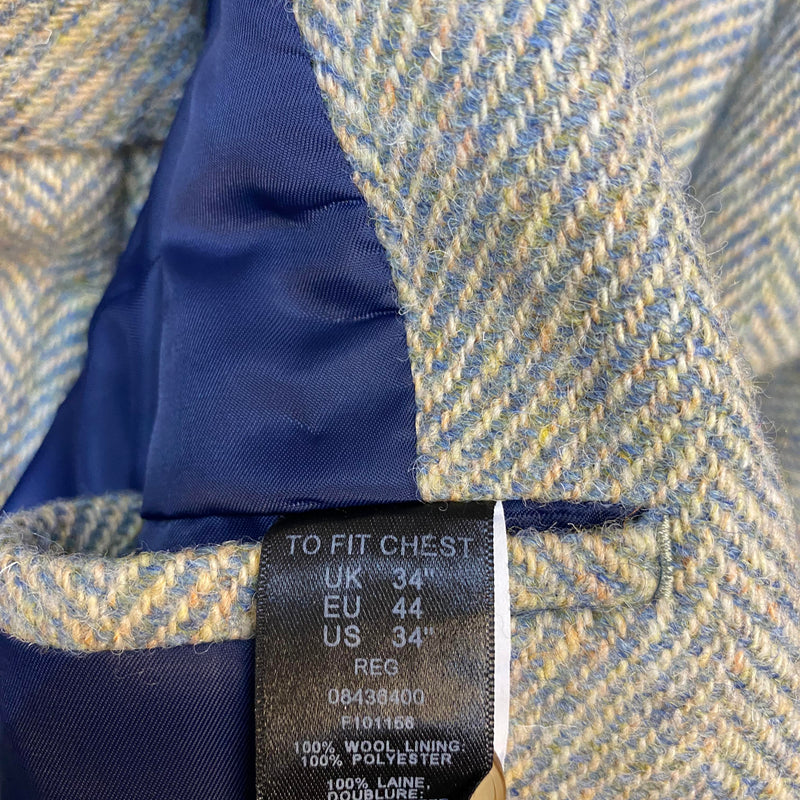 TO FIT CHEST
UK 34"
EU 44
US 34"
REG
08436400
F101166
100% WOOL, LINING:
100% POLYESTER
100% LAINE,
DOUBLURE: